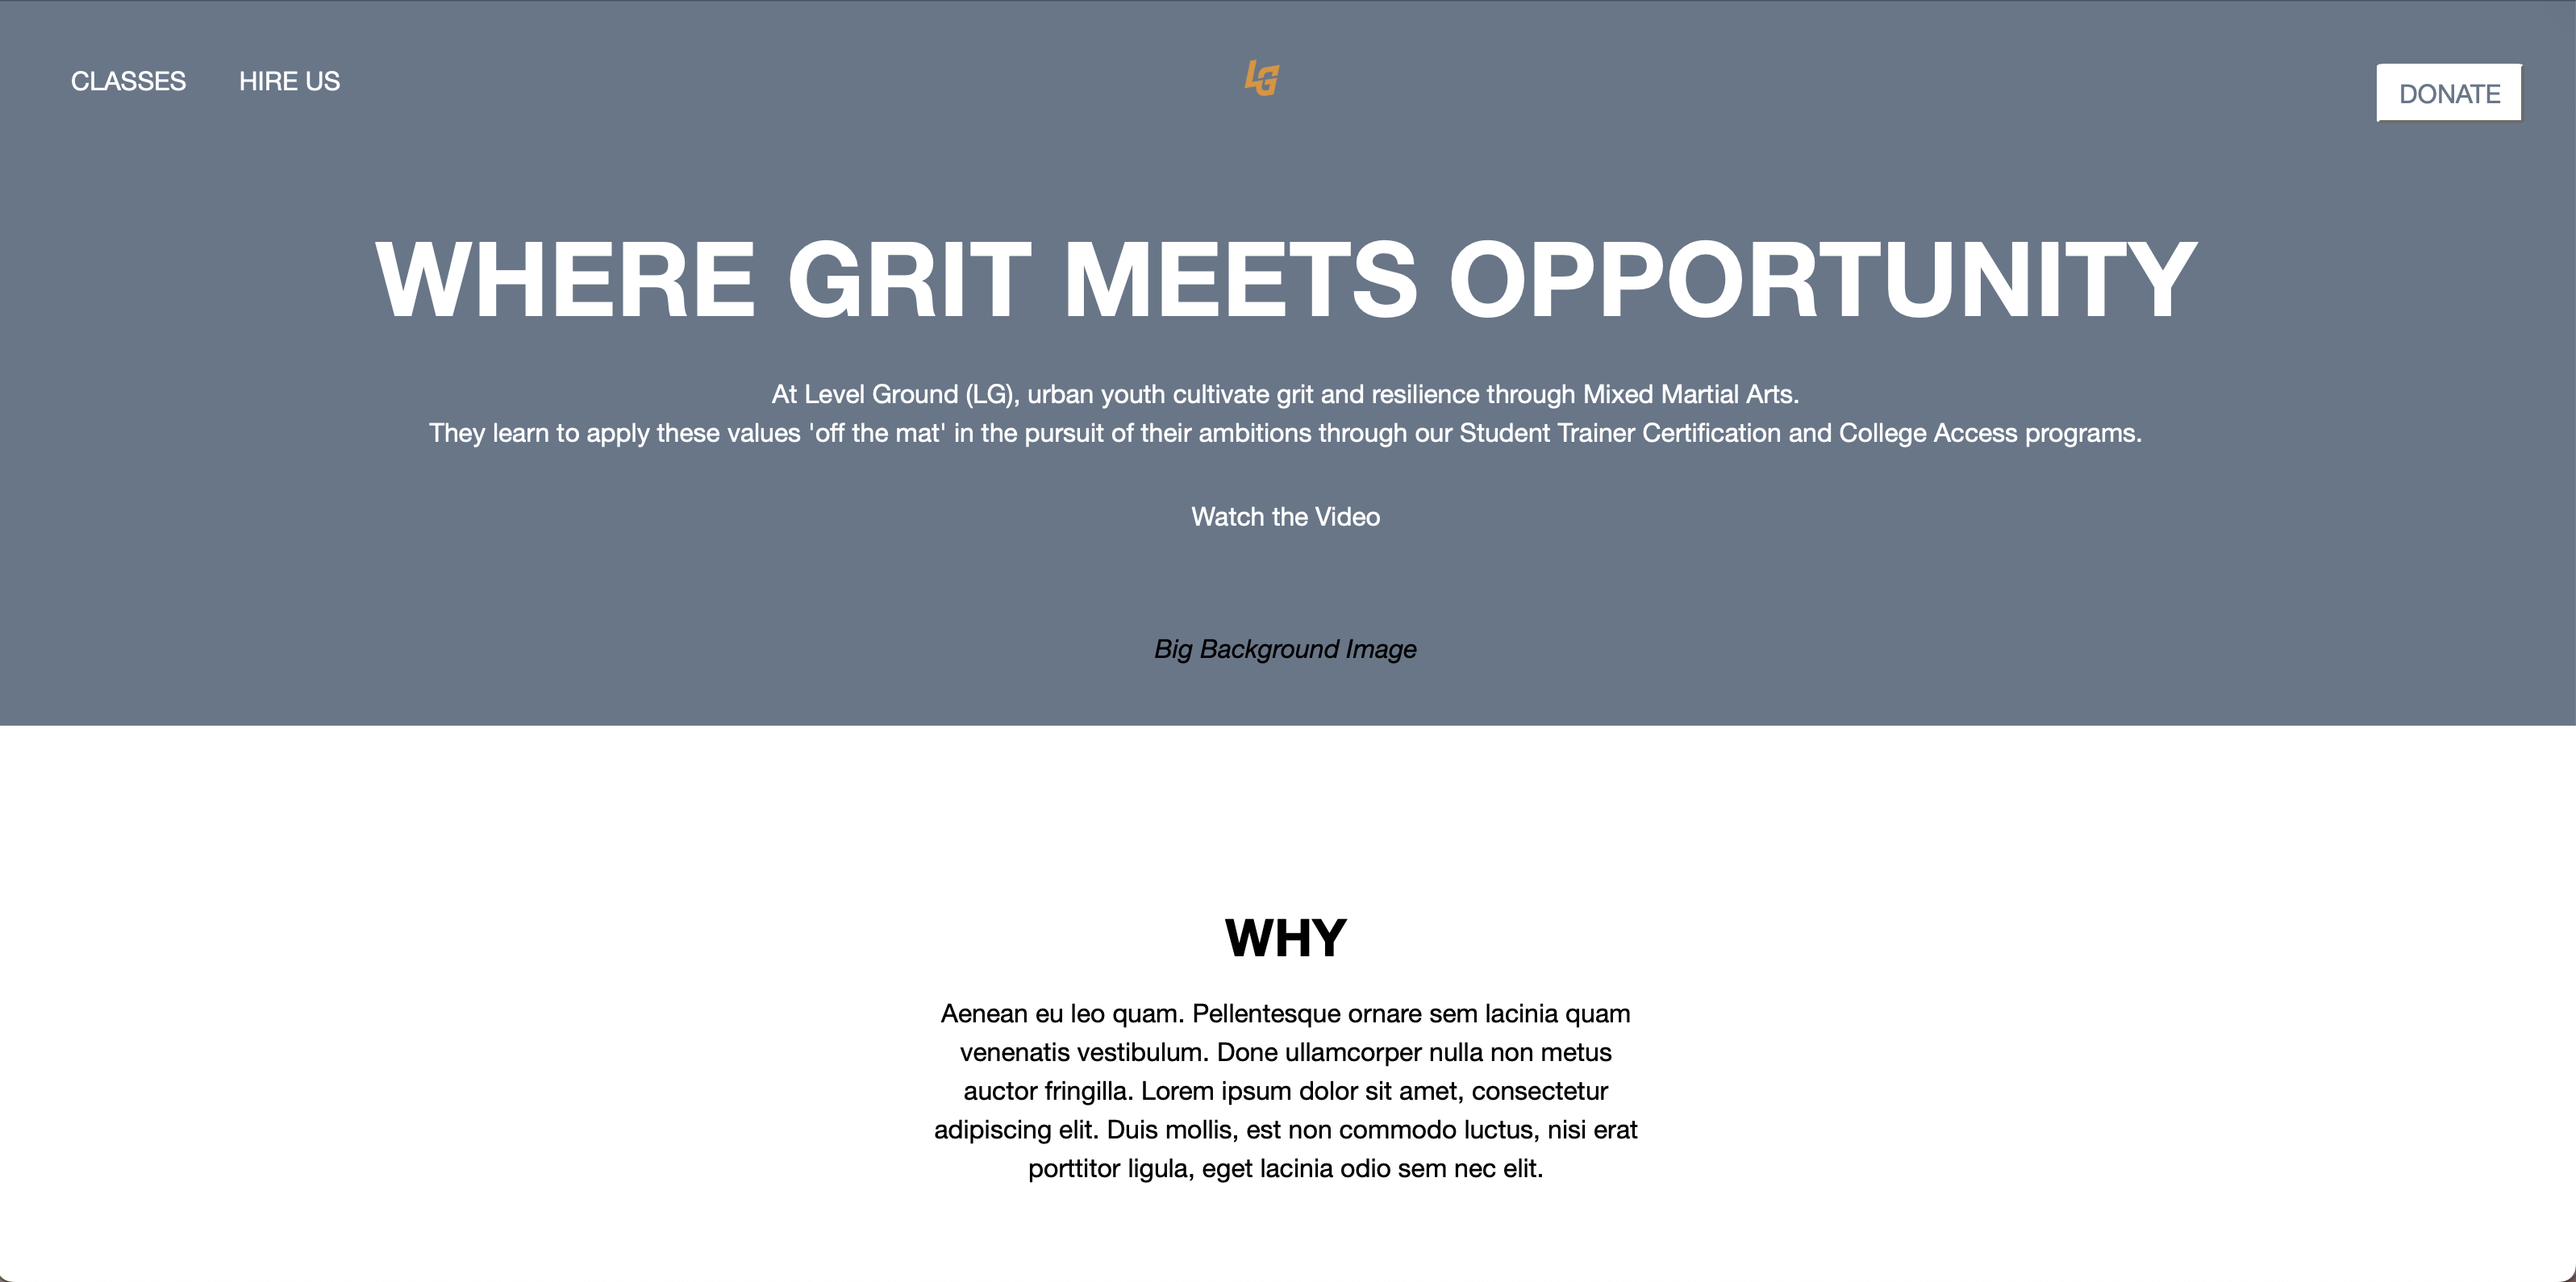 CLASSES HIRE US LG DONATE
WHERE GRIT MEETS OPPORTUNITY
At Level Ground (LG), urban youth cultivate grit and resilience through Mixed Martial Arts.
They learn to apply these values 'off the mat' in the pursuit of their ambitions through our Student Trainer Certification and College Access programs.
Watch the Video
Big Background Image
WHY
Aenean eu leo quam. Pellentesque ornare sem lacinia quam
venenatis vestibulum. Done ullamcorper nulla non metus
auctor fringilla. Lorem ipsum dolor sit amet, consectetur
adipiscing elit. Duis mollis, est non commodo luctus, nisi erat
porttitor ligula, eget lacinia odio sem nec elit.